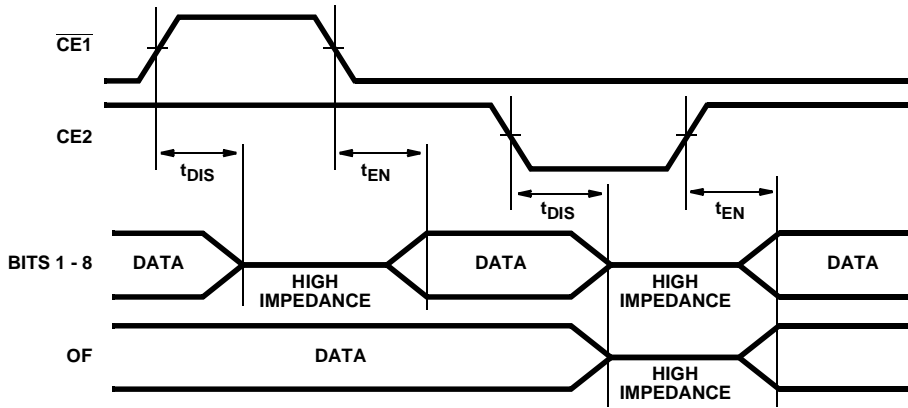 CE1
CE2
tDIS
tEN
tDIS
tEN
BITS 1 - 8
DATA
HIGH
IMPEDANCE
DATA
HIGH
IMPEDANCE
DATA
OF
DATA
HIGH
IMPEDANCE